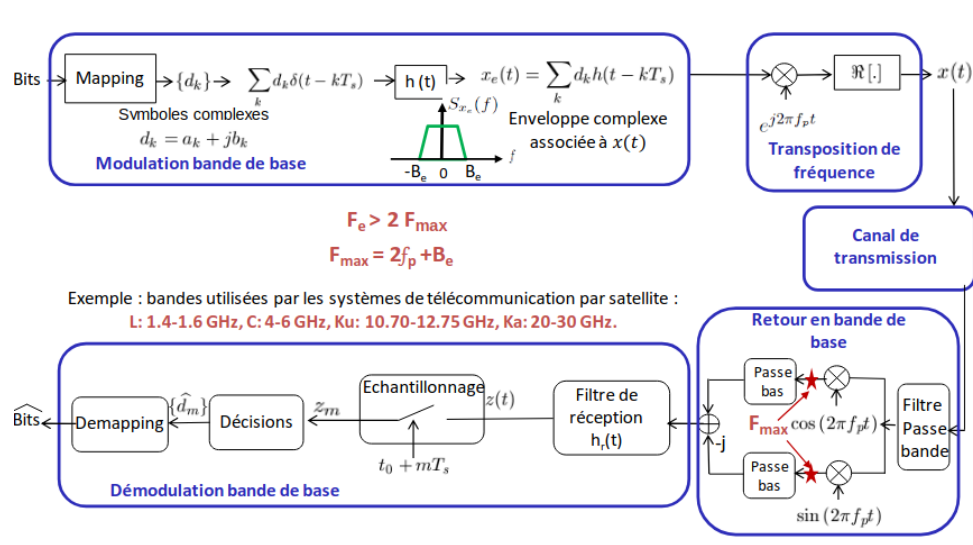 Bits
Mapping
{d_k}
∑_k d_k δ(t − kT_s)
h (t)
x_e(t) = ∑_k d_k h(t − kT_s)
Symboles complexes
d_k = a_k + jb_k
Modulation bande de base
S_{x_e}(f)
f
-B_e 0 B_e
Enveloppe complexe
associée à x(t)
ℜ[.]
x(t)
e^{j2πf_p t}
Transposition de
fréquence
F_e > 2 F_max
F_max = 2f_p +B_e
Canal de
transmission
Exemple : bandes utilisées par les systèmes de télécommunication par satellite :
L: 1.4-1.6 GHz, C: 4-6 GHz, Ku: 10.70-12.75 GHz, Ka: 20-30 GHz.
Retour en bande de
base
Passe
bas
F_max cos (2πf_p t)
Filtre
Passe
bande
-j
Passe
bas
sin (2πf_p t)
Bits
Demapping
{d̂_m}
Décisions
z_m
Echantillonnage
t_0 + mT_s
z(t)
Filtre de
réception
h_r(t)
Démodulation bande de base